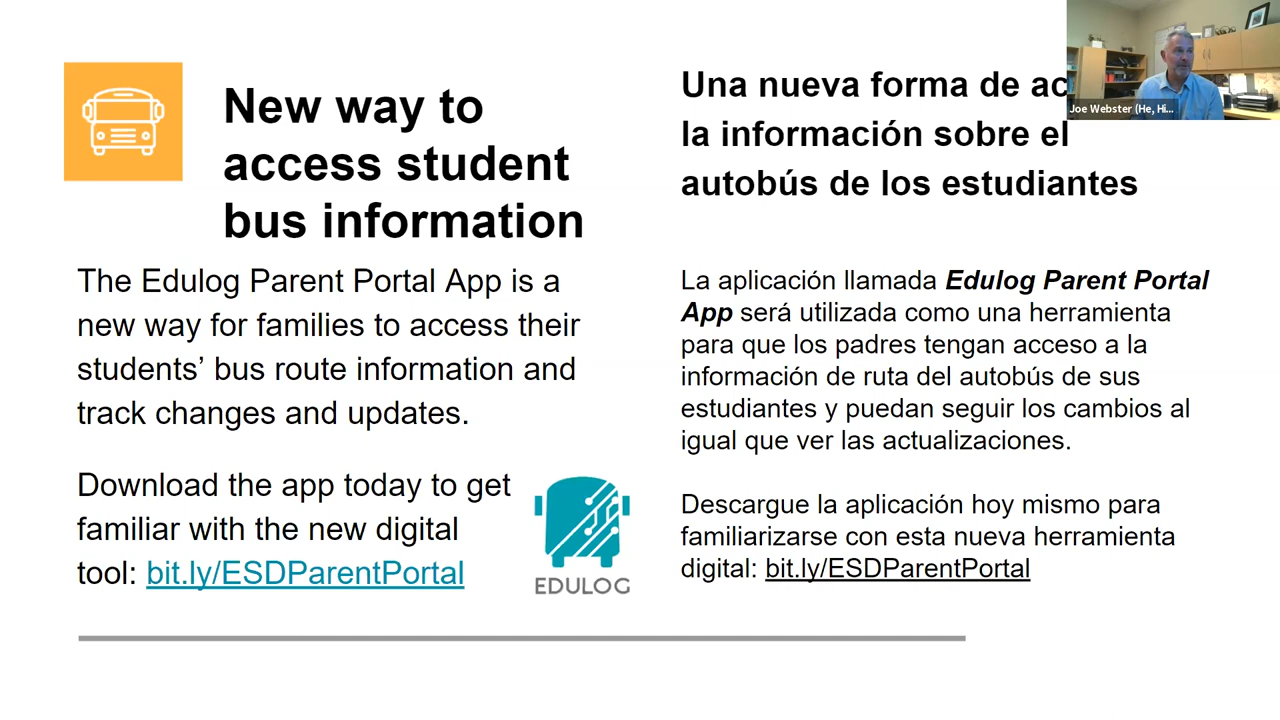 New way to
access student
bus information
The Edulog Parent Portal App is a
new way for families to access their
students’ bus route information and
track changes and updates.
Download the app today to get
familiar with the new digital
tool: bit.ly/ESDParentPortal
EDULOG
Una nueva forma de ac
la información sobre el
autobús de los estudiantes
La aplicación llamada Edulog Parent Portal
App será utilizada como una herramienta
para que los padres tengan acceso a la
información de ruta del autobús de sus
estudiantes y puedan seguir los cambios al
igual que ver las actualizaciones.
Descargue la aplicación hoy mismo para
familiarizarse con esta nueva herramienta
digital: bit.ly/ESDParentPortal
Joe Webster (He, Hi...